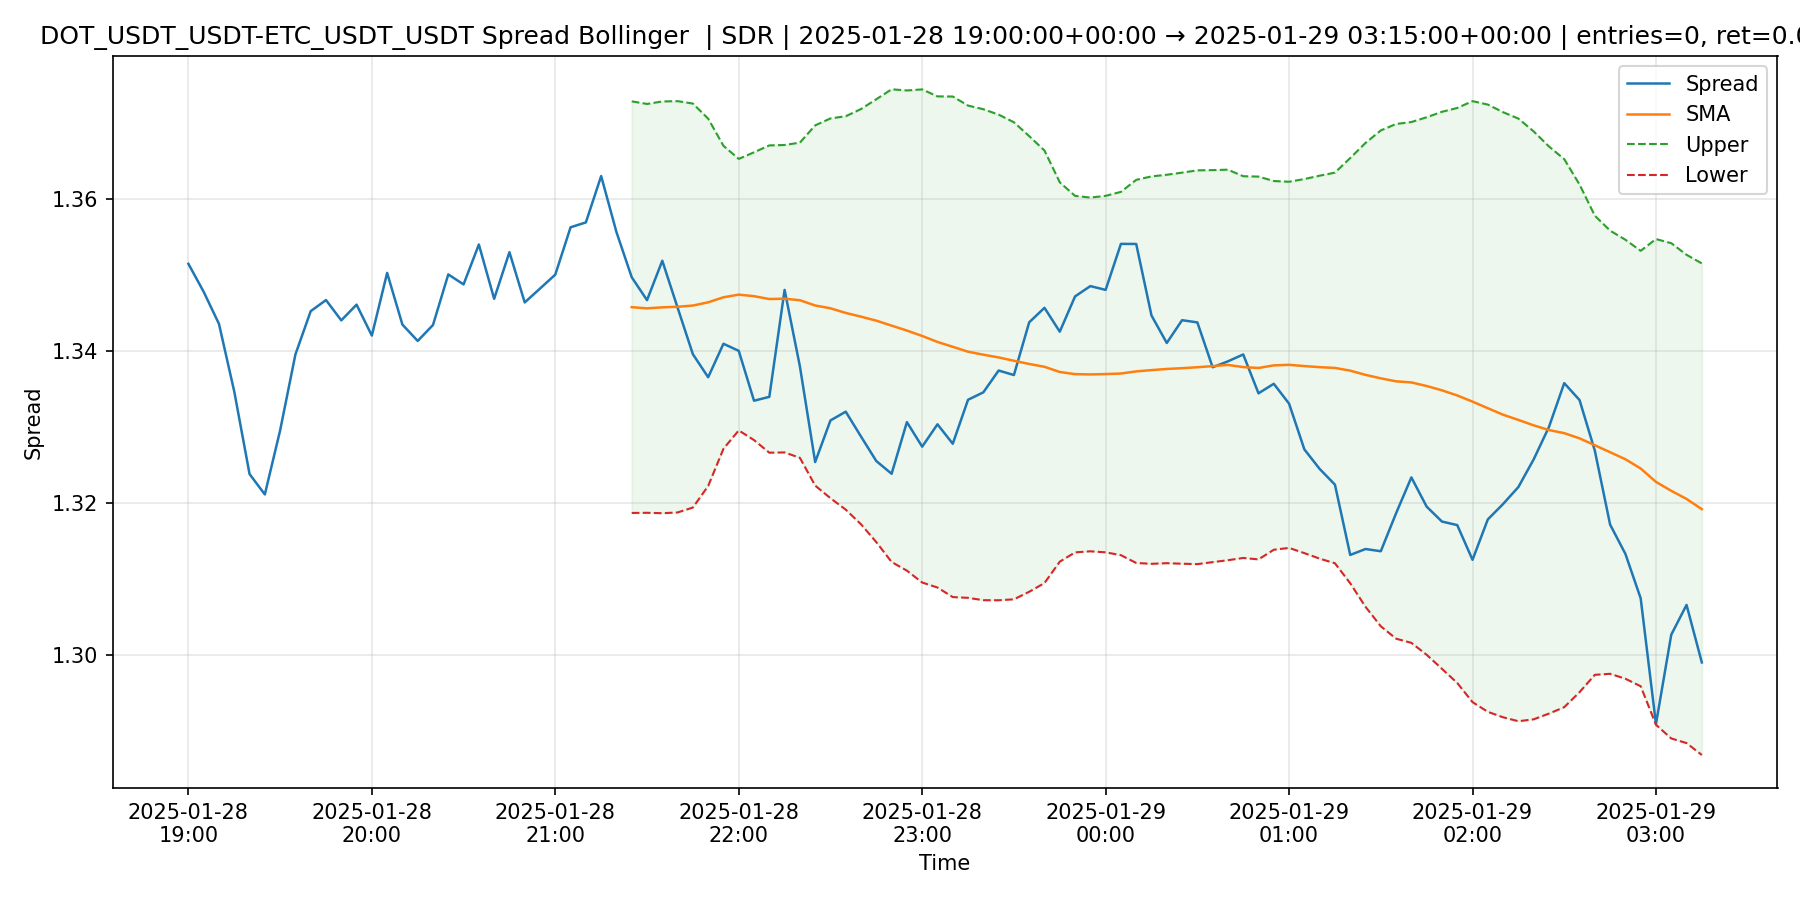 DOT_USDT_USDT-ETC_USDT_USDT Spread Bollinger | SDR | 2025-01-28 19:00:00+00:00 → 2025-01-29 03:15:00+00:00 | entries=0, ret=0.0
Spread
SMA
Upper
Lower
1.36
1.34
1.32
1.30
Spread
2025-01-28 2025-01-28 2025-01-28 2025-01-28 2025-01-28 2025-01-29 2025-01-29 2025-01-29 2025-01-29
19:00 20:00 21:00 22:00 23:00 00:00 01:00 02:00 03:00
Time